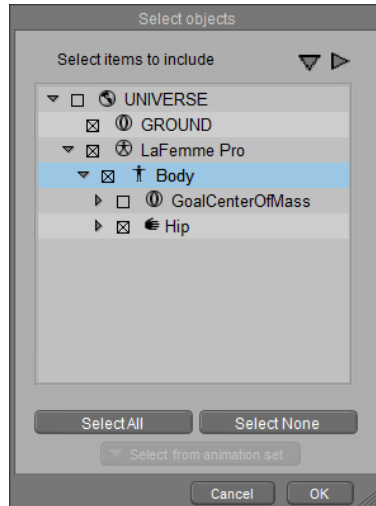 Select objects
Select items to include
UNIVERSE
GROUND
LaFemme Pro
Body
GoalCenterOfMass
Hip
Select All
Select None
Select from animation set
Cancel
OK